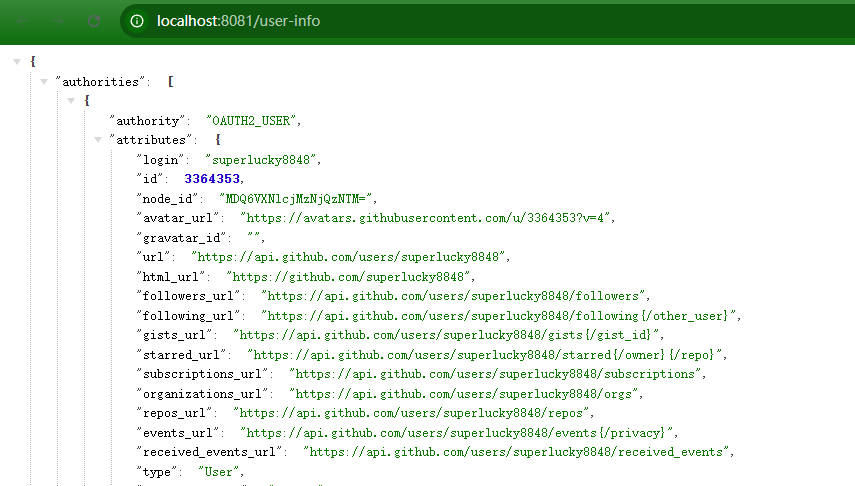 localhost:8081/user-info
{
"authorities": [
{
"authority": "OAUTH2_USER",
"attributes": {
"login": "superlucky8848",
"id": 3364353,
"node_id": "MDQ6VXNlcjMzNjQzNTM=",
"avatar_url": "https://avatars.githubusercontent.com/u/3364353?v=4",
"gravatar_id": "",
"url": "https://api.github.com/users/superlucky8848",
"html_url": "https://github.com/superlucky8848",
"followers_url": "https://api.github.com/users/superlucky8848/followers",
"following_url": "https://api.github.com/users/superlucky8848/following{/other_user}",
"gists_url": "https://api.github.com/users/superlucky8848/gists{/gist_id}",
"starred_url": "https://api.github.com/users/superlucky8848/starred{/owner}{/repo}",
"subscriptions_url": "https://api.github.com/users/superlucky8848/subscriptions",
"organizations_url": "https://api.github.com/users/superlucky8848/orgs",
"repos_url": "https://api.github.com/users/superlucky8848/repos",
"events_url": "https://api.github.com/users/superlucky8848/events{/privacy}",
"received_events_url": "https://api.github.com/users/superlucky8848/received_events",
"type": "User",